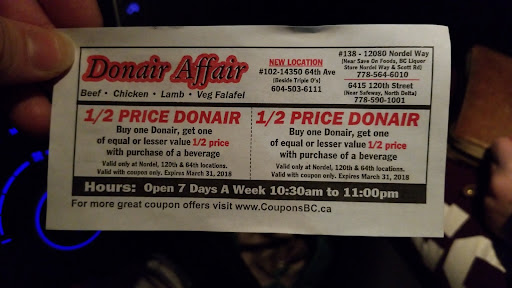 Donair Affair
Beef • Chicken • Lamb • Veg Falafel
NEW LOCATION
#102-14350 64th Ave
(Beside Triple O's)
604-503-6111
#138 - 12080 Nordel Way
(Near Save On Foods, BC Liquor
Store Nordel Way & Scott Rd)
778-564-6010
6415 120th Street
(Near Safeway, North Delta)
778-590-1001
1/2 PRICE DONAIR
Buy one Donair, get one
of equal or lesser value 1/2 price
with purchase of a beverage
Valid only at Nordel, 120th & 64th locations.
Valid with coupon only. Expires March 31, 2018
1/2 PRICE DONAIR
Buy one Donair, get one
of equal or lesser value 1/2 price
with purchase of a beverage
Valid only at Nordel, 120th & 64th locations.
Valid with coupon only. Expires March 31, 2018
Hours: Open 7 Days A Week 10:30am to 11:00pm
For more great coupon offers visit www.CouponsBC.ca